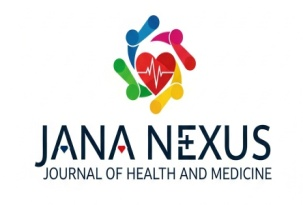 JANA NEXUS
JOURNAL OF HEALTH AND MEDICINE